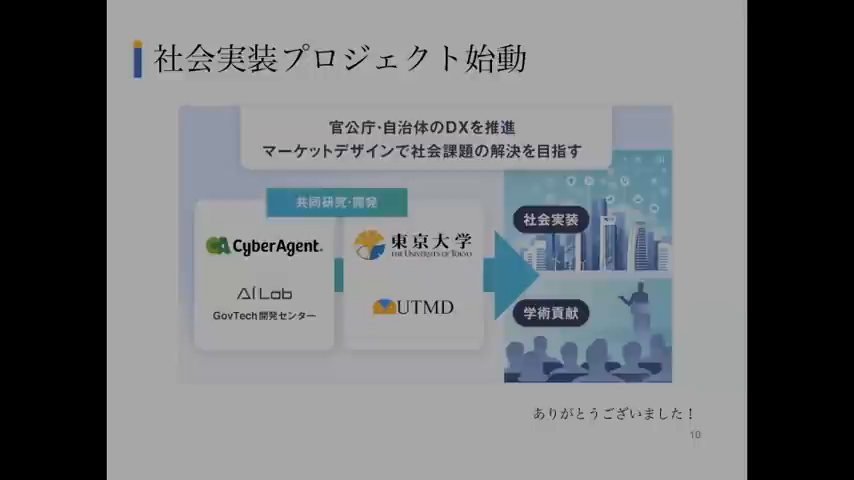 社会実装プロジェクト始動
官公庁・自治体のDXを推進
マーケットデザインで社会課題の解決を目指す
共同研究・開発
CyberAgent.
AI Lab
GovTech開発センター
東京大学
THE UNIVERSITY OF TOKYO
UTMD
社会実装
学術貢献
ありがとうございました！
10